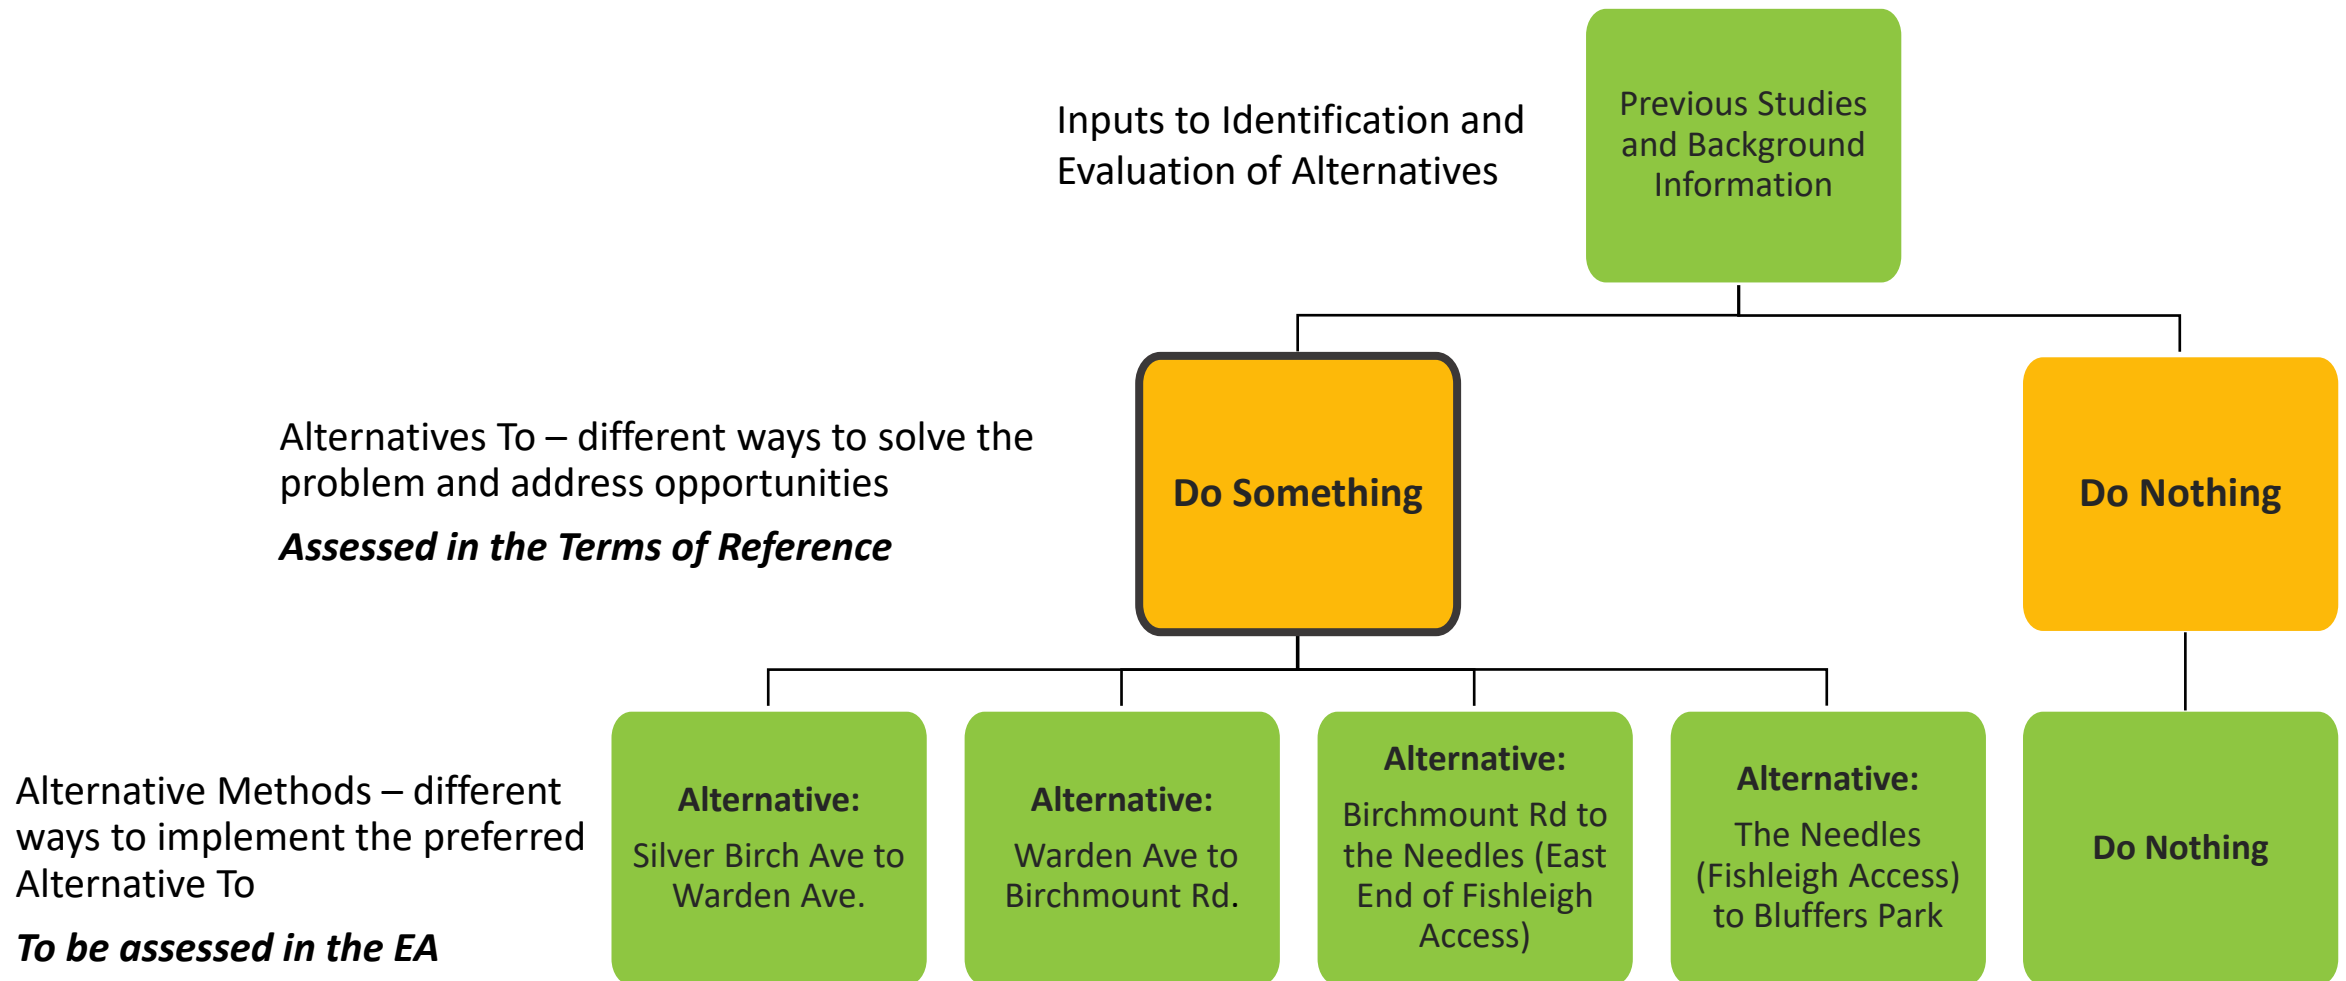 Previous Studies
and Background
Information
Inputs to Identification and
Evaluation of Alternatives
Alternatives To – different ways to solve the
problem and address opportunities
Assessed in the Terms of Reference
Do Something
Do Nothing
Alternative Methods – different
ways to implement the preferred
Alternative To
To be assessed in the EA
Alternative:
Silver Birch Ave to
Warden Ave.
Alternative:
Warden Ave to
Birchmount Rd.
Alternative:
Birchmount Rd to
the Needles (East
End of Fishleigh
Access)
Alternative:
The Needles
(Fishleigh Access)
to Bluffers Park
Do Nothing